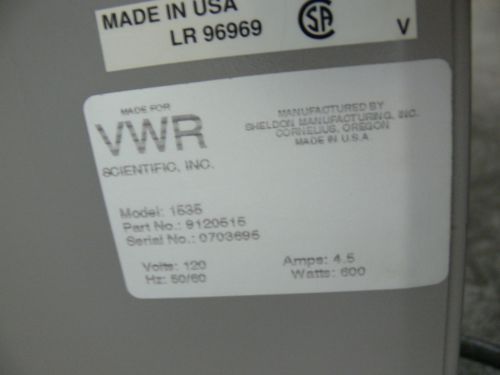 MADE IN USA
LR 96969
SA
V
MADE FOR
VWR
SCIENTIFIC, INC.
MANUFACTURED BY
SHELDON MANUFACTURING, INC.
CORNELIUS, OREGON
MADE IN U.S.A.
Model: 1535
Part No.: 9120515
Serial No.: 0703695
Volts: 120
Hz: 50/60
Amps: 4.5
Watts: 600